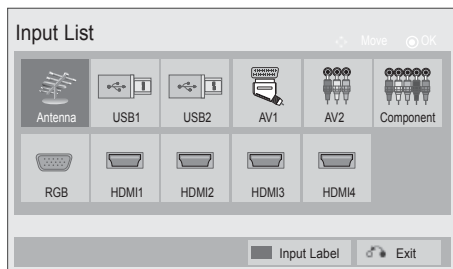 Input List
Move OK
Antenna USB1 USB2 AV1 AV2 Component
RGB HDMI1 HDMI2 HDMI3 HDMI4
Input Label Exit